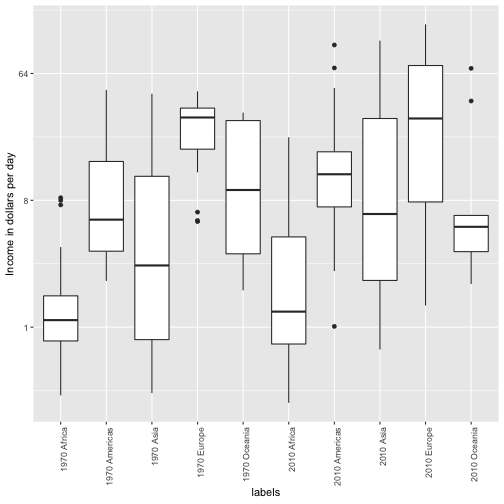 Income in dollars per day
64
8
1
1970 Africa
1970 Americas
1970 Asia
1970 Europe
1970 Oceania
2010 Africa
2010 Americas
2010 Asia
2010 Europe
2010 Oceania
labels